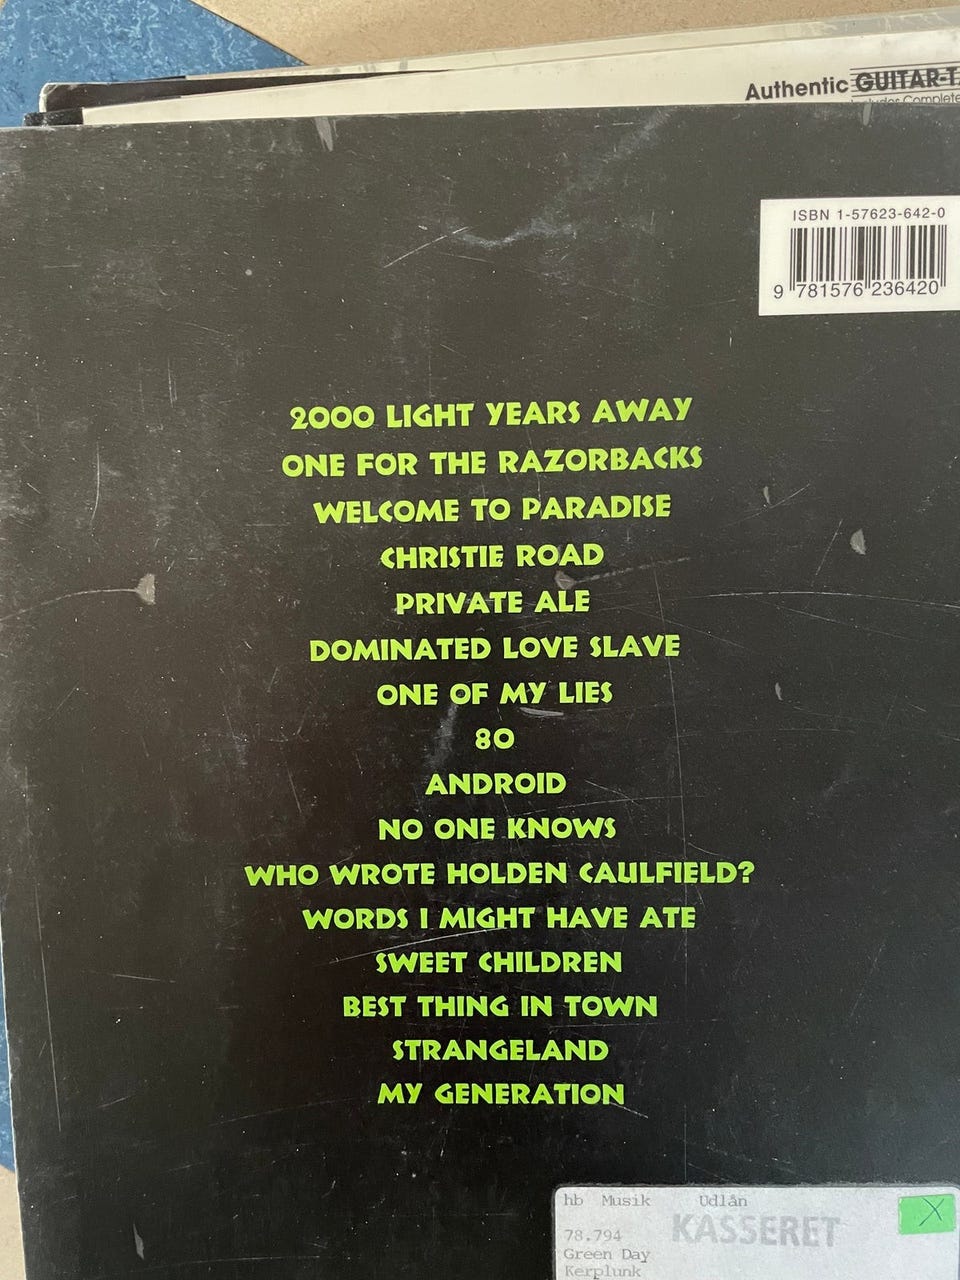 Authentic GUITAR-T
Includes Complete
ISBN 1-57623-642-0
9 781576 236420
2000 LIGHT YEARS AWAY
ONE FOR THE RAZORBACKS
WELCOME TO PARADISE
CHRISTIE ROAD
PRIVATE ALE
DOMINATED LOVE SLAVE
ONE OF MY LIES
80
ANDROID
NO ONE KNOWS
WHO WROTE HOLDEN CAULFIELD?
WORDS I MIGHT HAVE ATE
SWEET CHILDREN
BEST THING IN TOWN
STRANGELAND
MY GENERATION
hb Musik Udlån
X
KASSERET
78.794
Green Day
Kerplunk